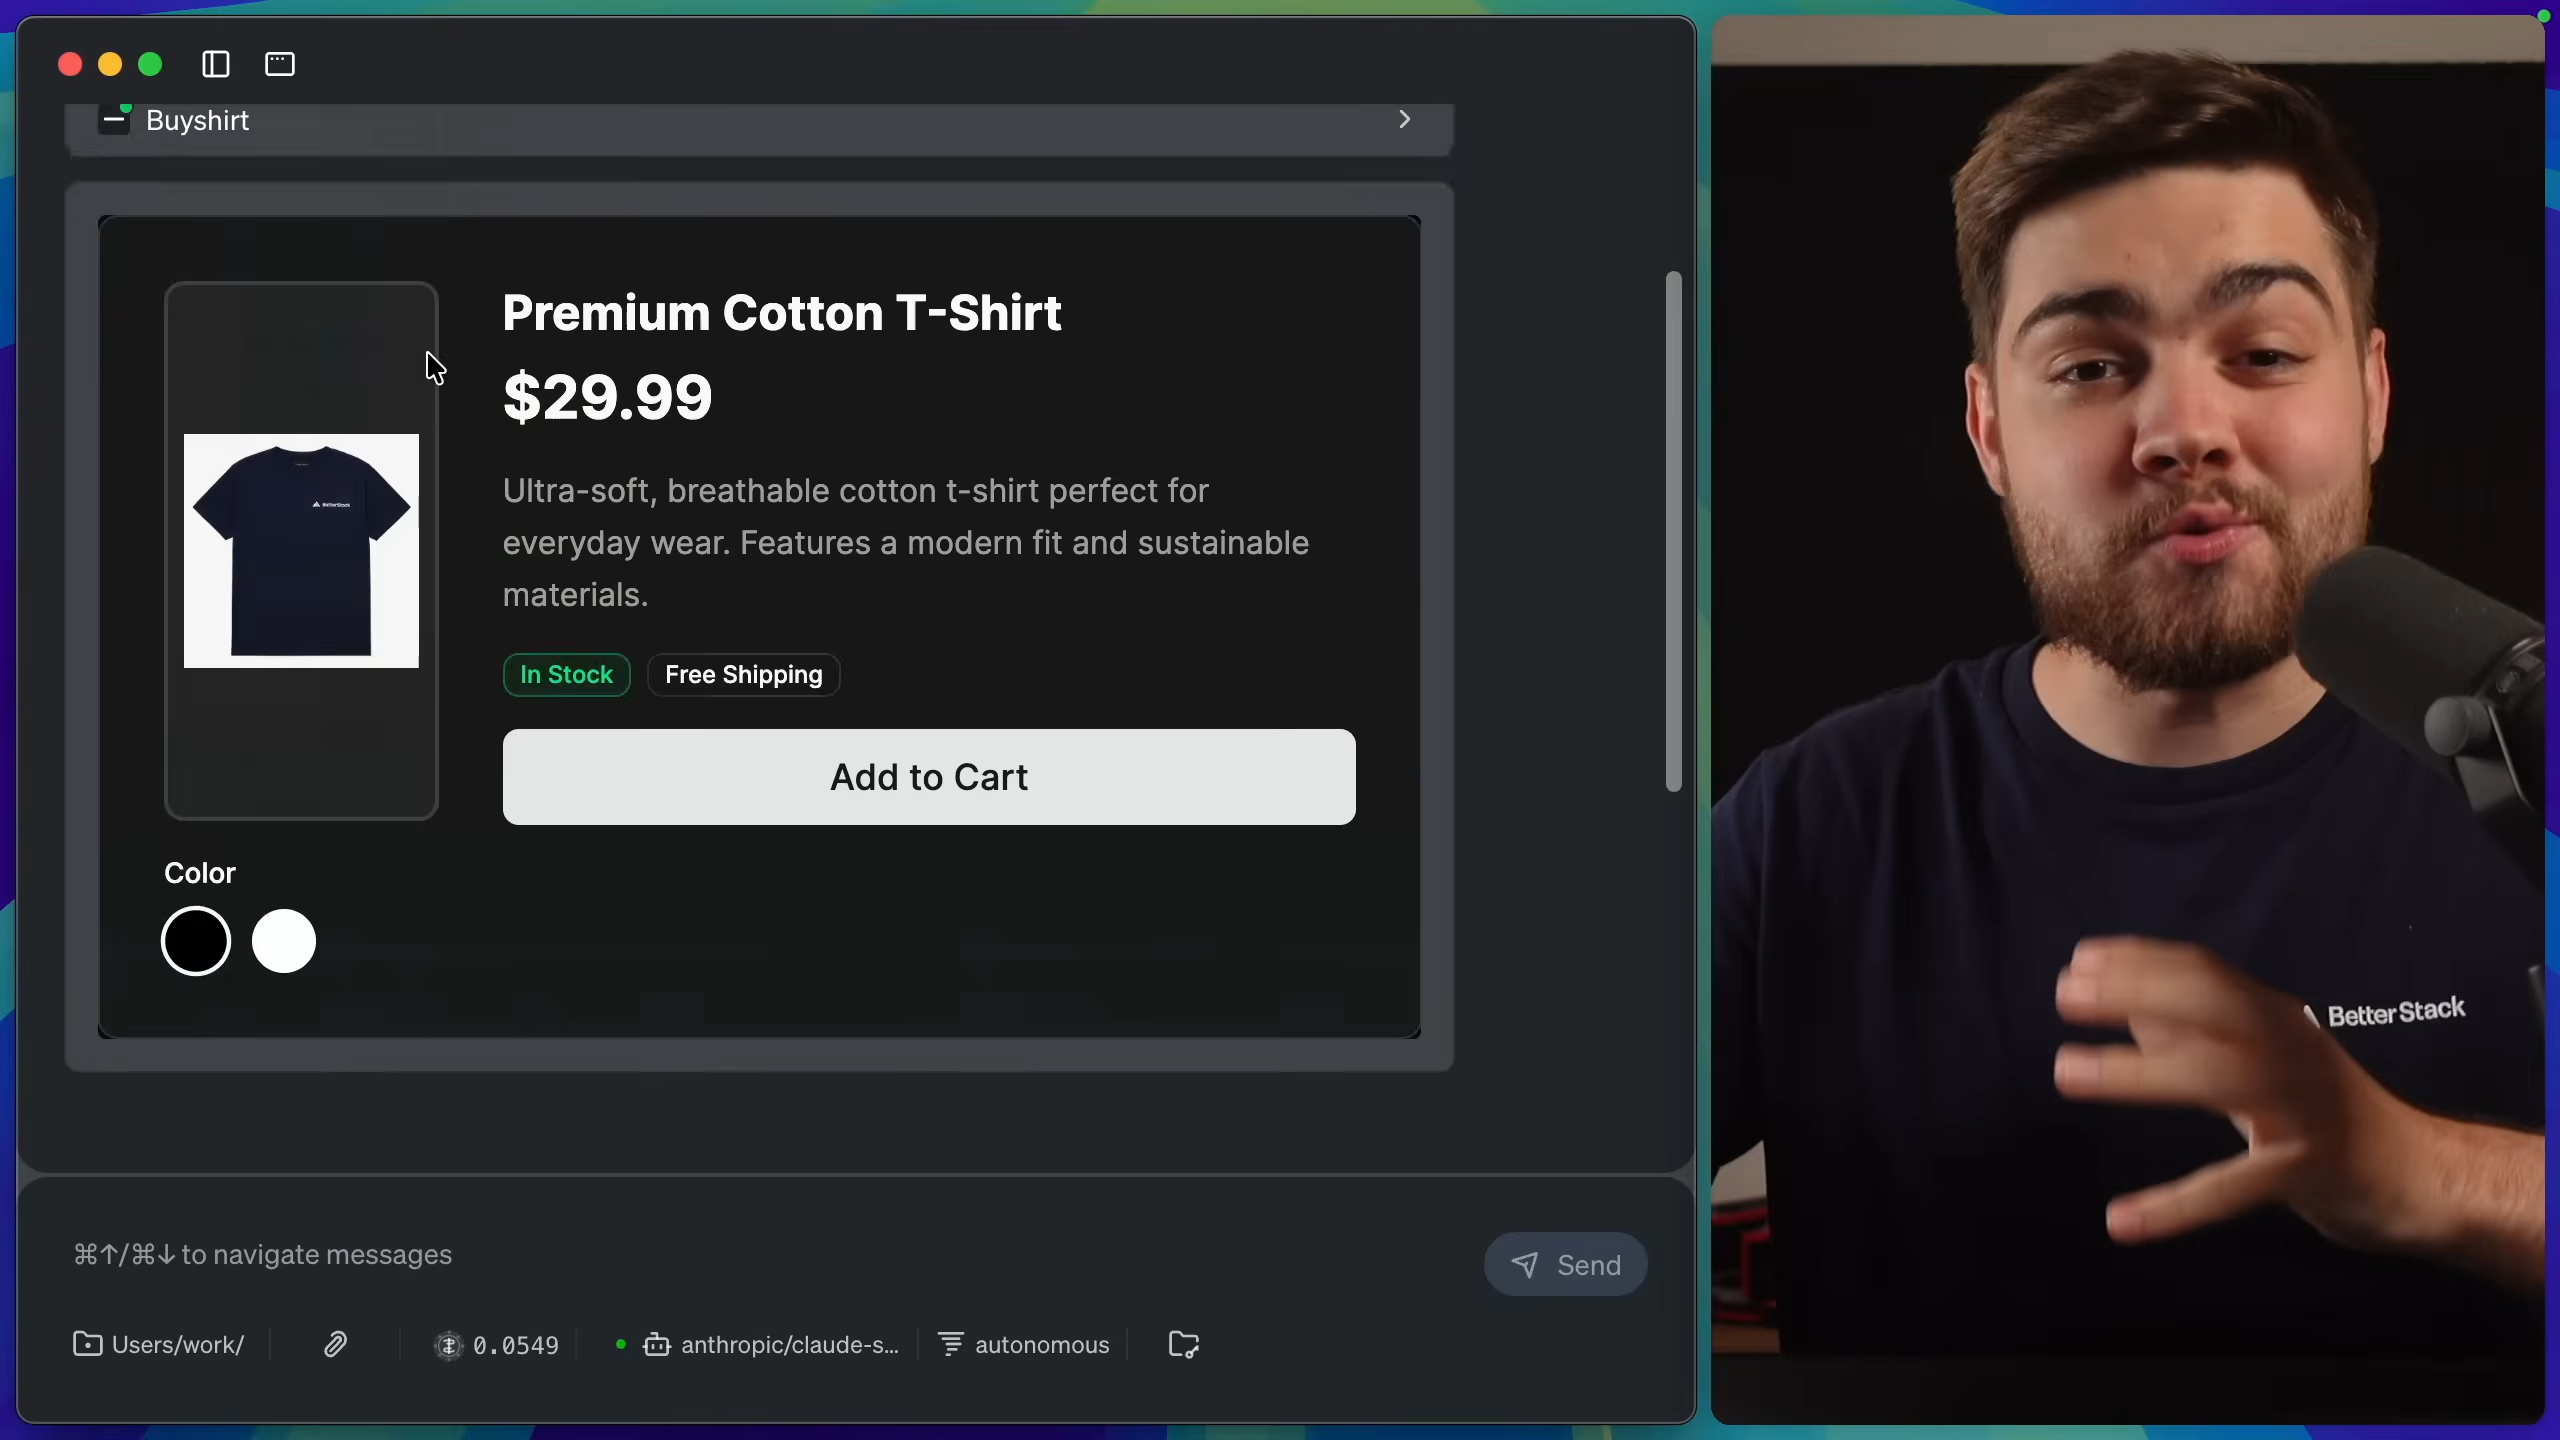 Buyshirt
Premium Cotton T-Shirt
$29.99
Ultra-soft, breathable cotton t-shirt perfect for
everyday wear. Features a modern fit and sustainable
materials.
In Stock
Free Shipping
Add to Cart
BetterStack
Color
⌘↑/⌘↓ to navigate messages
Send
Users/work/
0.0549
anthropic/claude-s...
autonomous
Better Stack